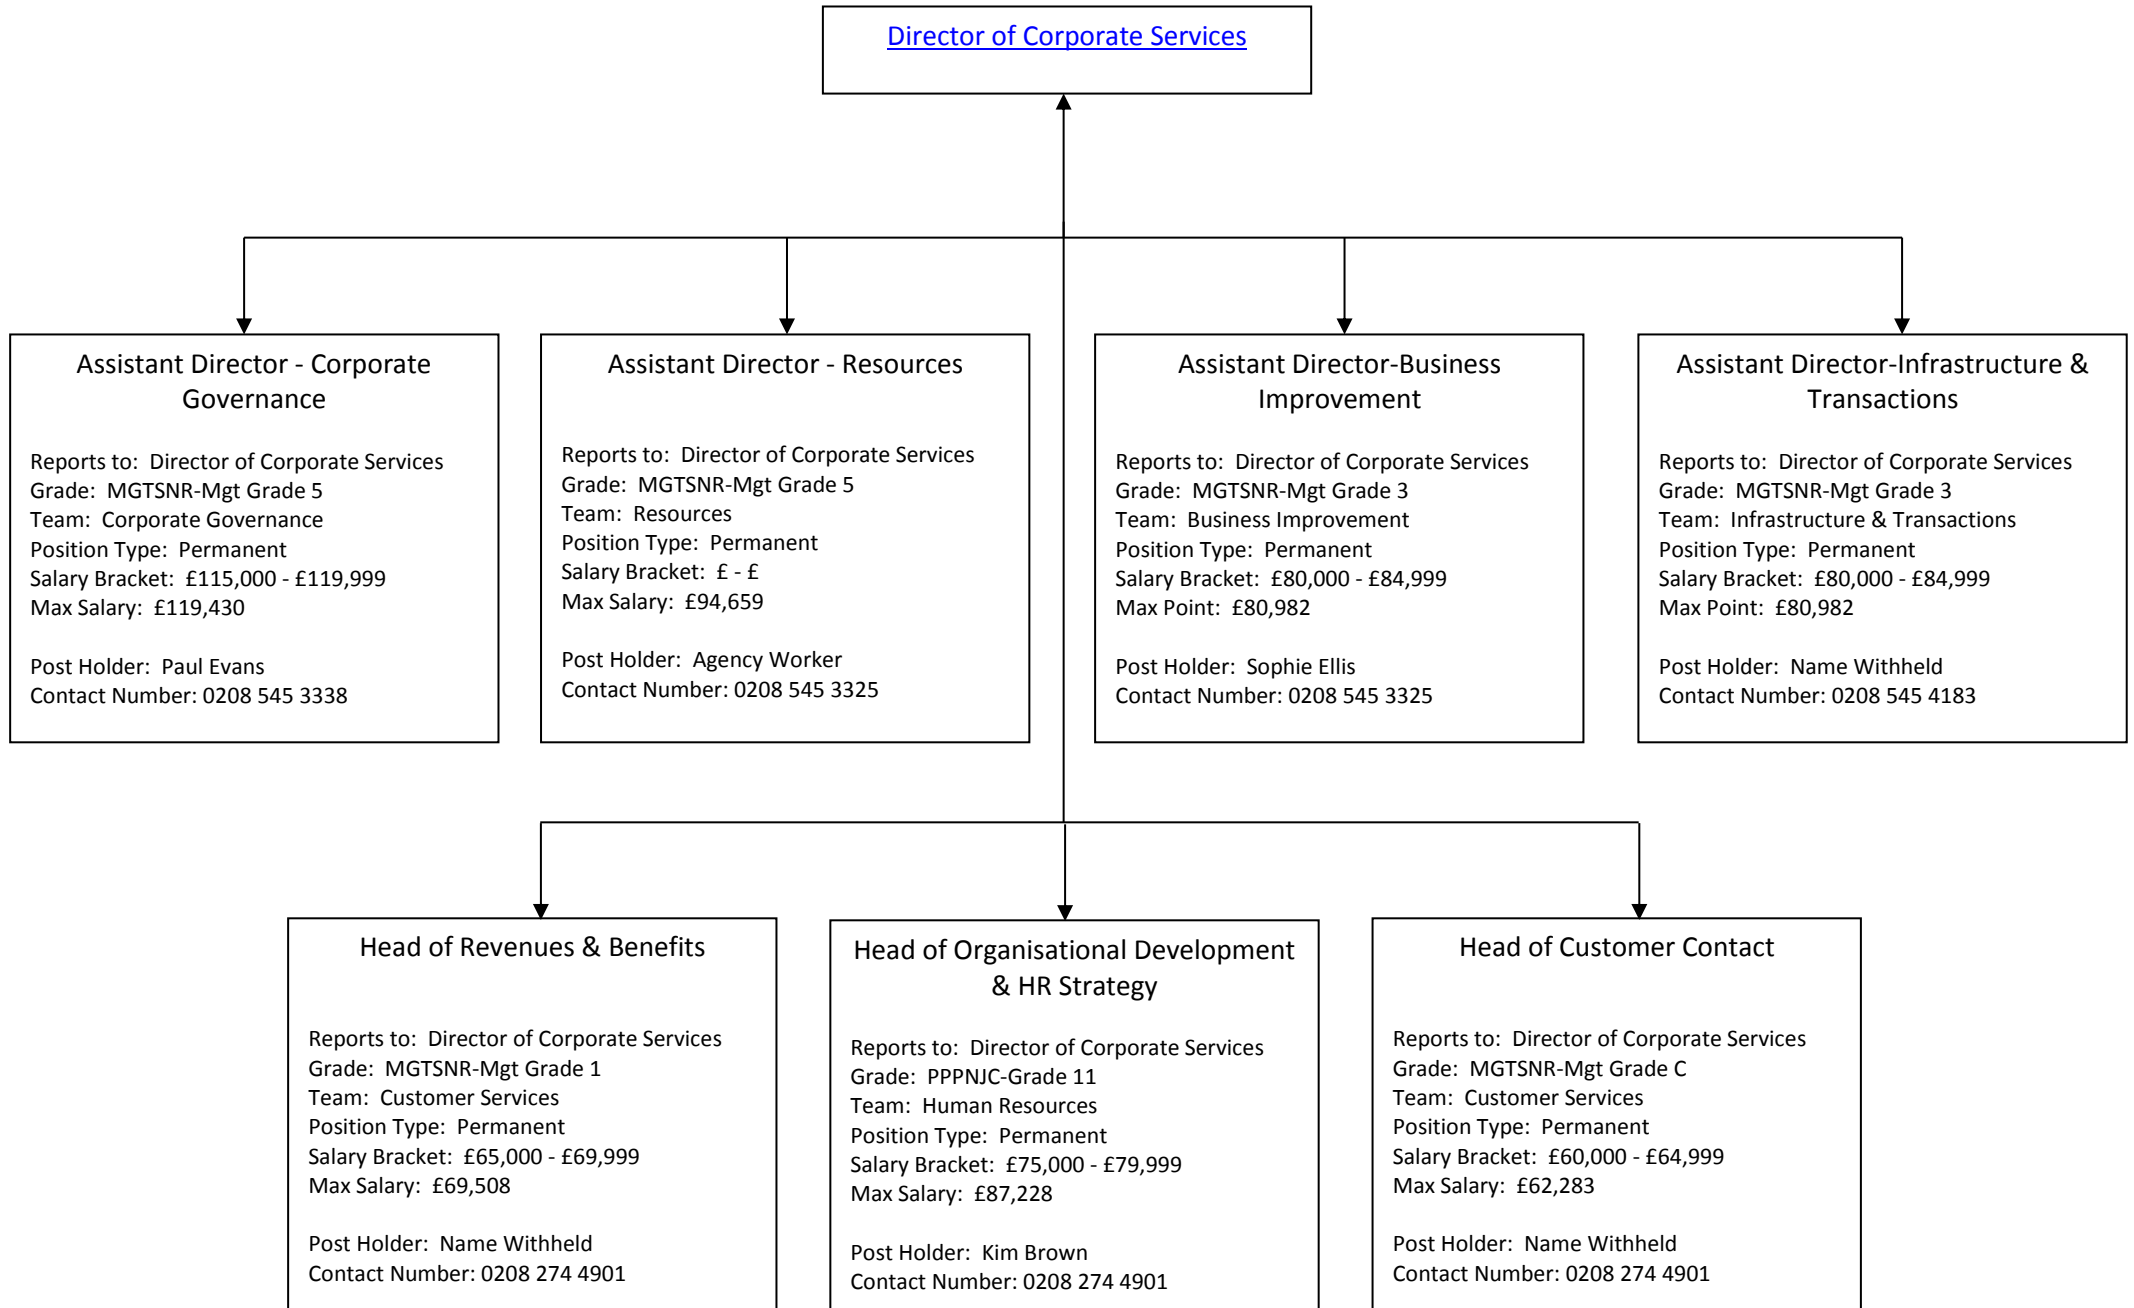 Director of Corporate Services
Assistant Director - Corporate
Governance
Reports to: Director of Corporate Services
Grade: MGTSNR-Mgt Grade 5
Team: Corporate Governance
Position Type: Permanent
Salary Bracket: £115,000 - £119,999
Max Salary: £119,430
Post Holder: Paul Evans
Contact Number: 0208 545 3338
Assistant Director - Resources
Reports to: Director of Corporate Services
Grade: MGTSNR-Mgt Grade 5
Team: Resources
Position Type: Permanent
Salary Bracket: £ - £
Max Salary: £94,659
Post Holder: Agency Worker
Contact Number: 0208 545 3325
Assistant Director-Business
Improvement
Reports to: Director of Corporate Services
Grade: MGTSNR-Mgt Grade 3
Team: Business Improvement
Position Type: Permanent
Salary Bracket: £80,000 - £84,999
Max Point: £80,982
Post Holder: Sophie Ellis
Contact Number: 0208 545 3325
Assistant Director-Infrastructure &
Transactions
Reports to: Director of Corporate Services
Grade: MGTSNR-Mgt Grade 3
Team: Infrastructure & Transactions
Position Type: Permanent
Salary Bracket: £80,000 - £84,999
Max Point: £80,982
Post Holder: Name Withheld
Contact Number: 0208 545 4183
Head of Revenues & Benefits
Reports to: Director of Corporate Services
Grade: MGTSNR-Mgt Grade 1
Team: Customer Services
Position Type: Permanent
Salary Bracket: £65,000 - £69,999
Max Salary: £69,508
Post Holder: Name Withheld
Contact Number: 0208 274 4901
Head of Organisational Development
& HR Strategy
Reports to: Director of Corporate Services
Grade: PPPNJC-Grade 11
Team: Human Resources
Position Type: Permanent
Salary Bracket: £75,000 - £79,999
Max Salary: £87,228
Post Holder: Kim Brown
Contact Number: 0208 274 4901
Head of Customer Contact
Reports to: Director of Corporate Services
Grade: MGTSNR-Mgt Grade C
Team: Customer Services
Position Type: Permanent
Salary Bracket: £60,000 - £64,999
Max Salary: £62,283
Post Holder: Name Withheld
Contact Number: 0208 274 4901